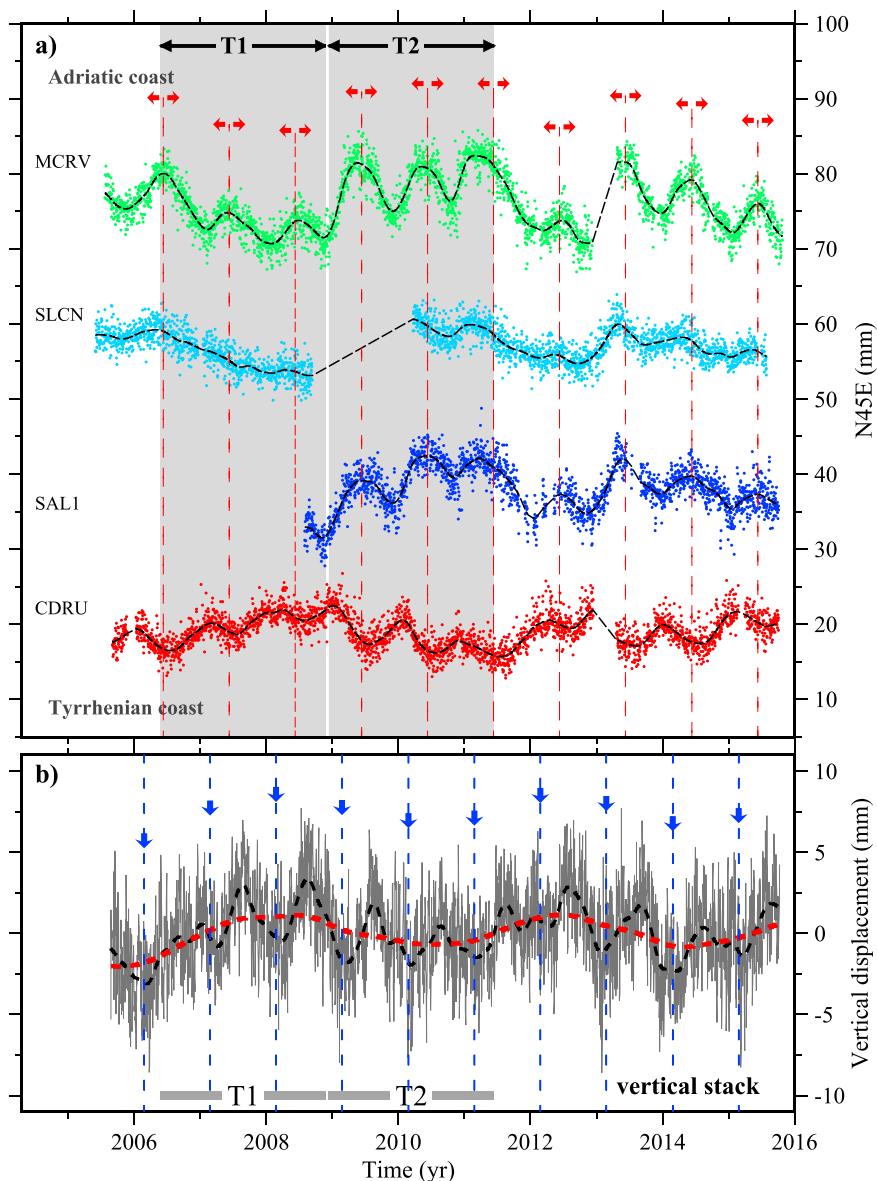 a)
T1
T2
100
Adriatic coast
90
MCRV
80
70
SLCN
60
50
N45E (mm)
SAL1
40
30
CDRU
20
Tyrrhenian coast
10
b)
10
5
0
-5
-10
Vertical displacement (mm)
T1
T2
vertical stack
2006
2008
2010
2012
2014
2016
Time (yr)